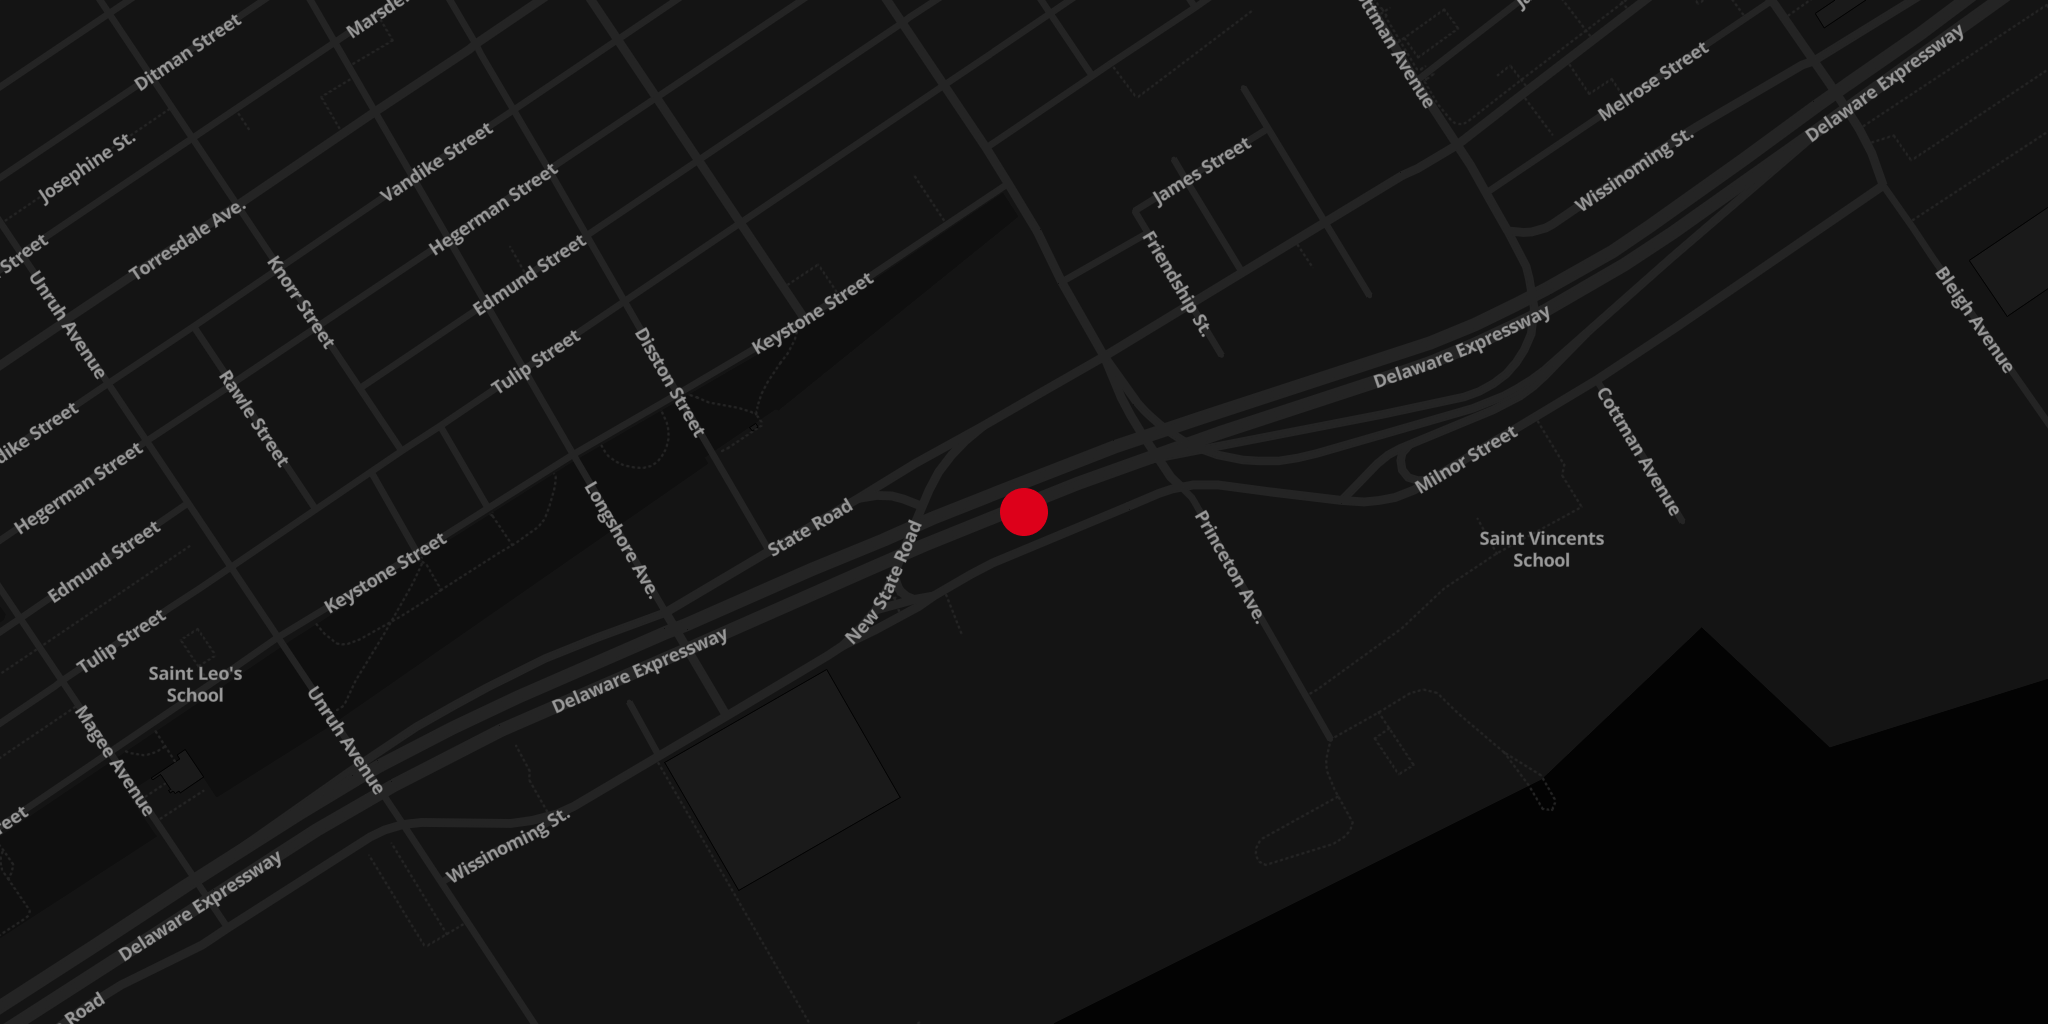 Ditman Street
Marsde
Josephine St.
Torresdale Ave.
Vandike Street
Hegerman Street
Edmund Street
Tulip Street
Keystone Street
Street
Unruh Avenue
Knorr Street
Rawle Street
Disston Street
Longshore Ave.
dike Street
Hegerman Street
Edmund Street
Tulip Street
Keystone Street
Saint Leo's
School
Magee Avenue
Unruh Avenue
reet
Delaware Expressway
Road
Wissinoming St.
Delaware Expressway
State Road
New State Road
Princeton Ave.
James Street
Friendship St.
ttman Avenue
Melrose Street
Wissinoming St.
Delaware Expressway
Delaware Expressway
Milnor Street
Cottman Avenue
Bleigh Avenue
Saint Vincents
School